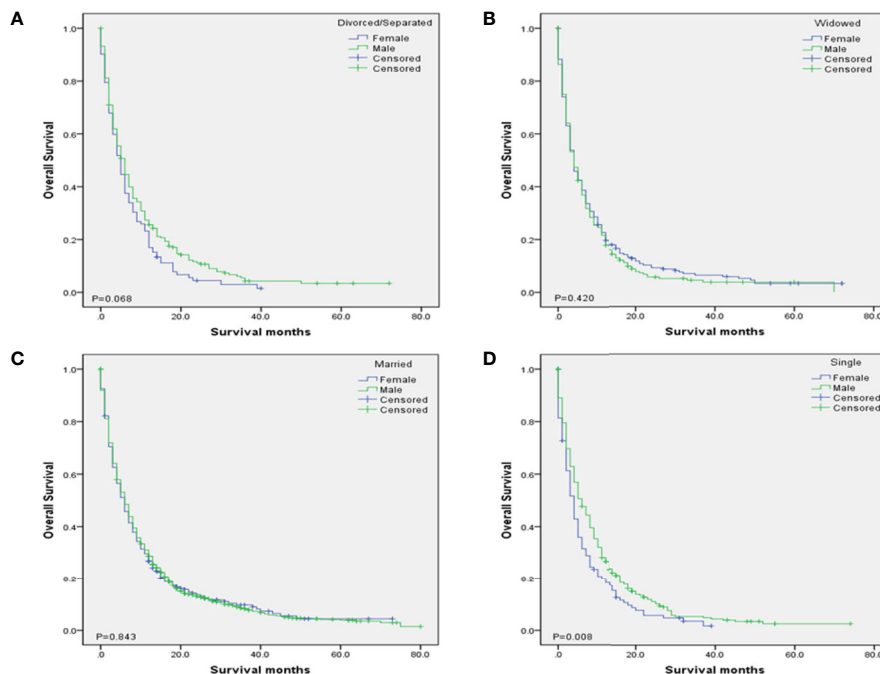 A
Divorced/Separated
Female
Male
Censored
Censored
Overall Survival
1.0
0.8
0.6
0.4
0.2
0.0
P=0.068
.0 20.0 40.0 60.0 80.0
Survival months
B
Widowed
Female
Male
Censored
Censored
Overall Survival
1.0
0.8
0.6
0.4
0.2
0.0
P=0.420
.0 20.0 40.0 60.0 80.0
Survival months
C
Married
Female
Male
Censored
Censored
Overall Survival
1.0
0.8
0.6
0.4
0.2
0.0
P=0.843
.0 20.0 40.0 60.0 80.0
Survival months
D
Single
Female
Male
Censored
Censored
Overall Survival
1.0
0.8
0.6
0.4
0.2
0.0
P=0.008
.0 20.0 40.0 60.0 80.0
Survival months